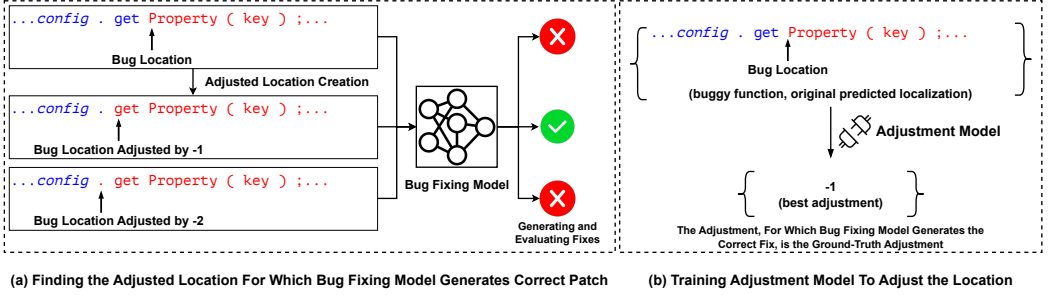 ...config . get Property ( key ) ;...
Bug Location
Adjusted Location Creation
...config . get Property ( key ) ;...
Bug Location Adjusted by -1
...config . get Property ( key ) ;...
Bug Location Adjusted by -2
Bug Fixing Model
Generating and
Evaluating Fixes
(a) Finding the Adjusted Location For Which Bug Fixing Model Generates Correct Patch
...config . get Property ( key ) ;...
Bug Location
(buggy function, original predicted localization)
Adjustment Model
-1
(best adjustment)
The Adjustment, For Which Bug Fixing Model Generates the
Correct Fix, is the Ground-Truth Adjustment
(b) Training Adjustment Model To Adjust the Location